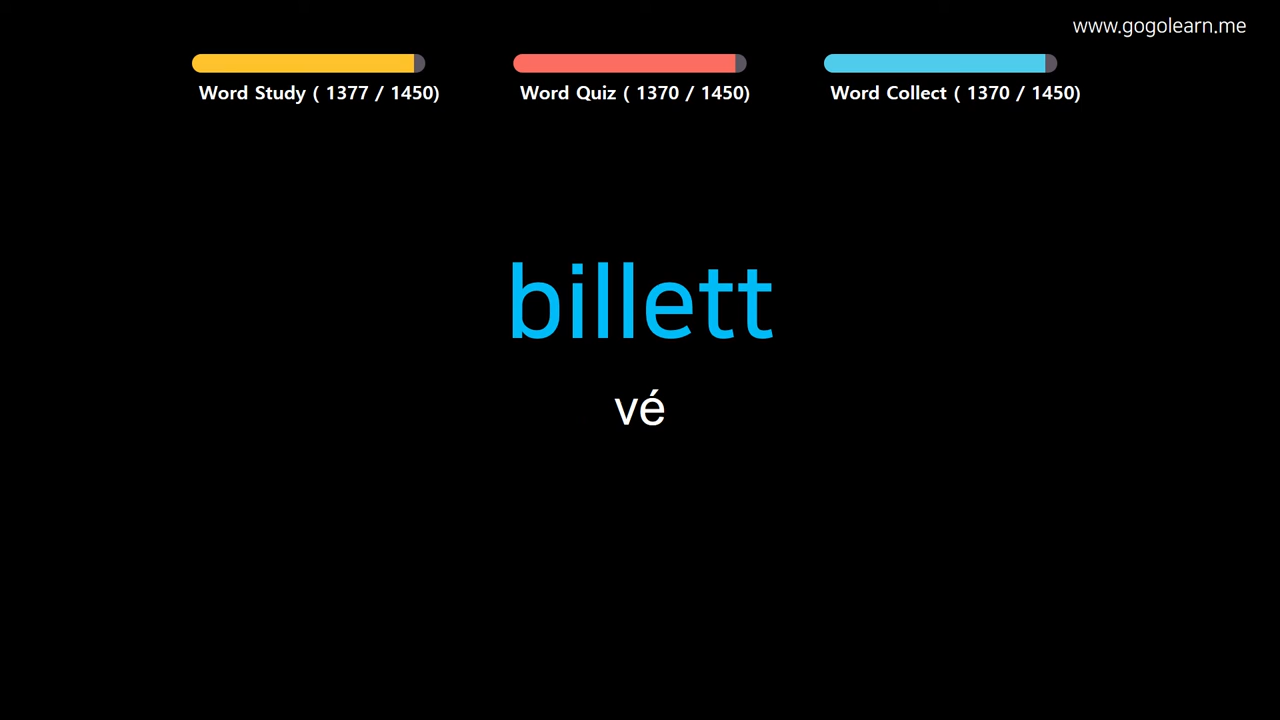 www.gogolearn.me
Word Study ( 1377 / 1450)
Word Quiz ( 1370 / 1450)
Word Collect ( 1370 / 1450)
billett
vé